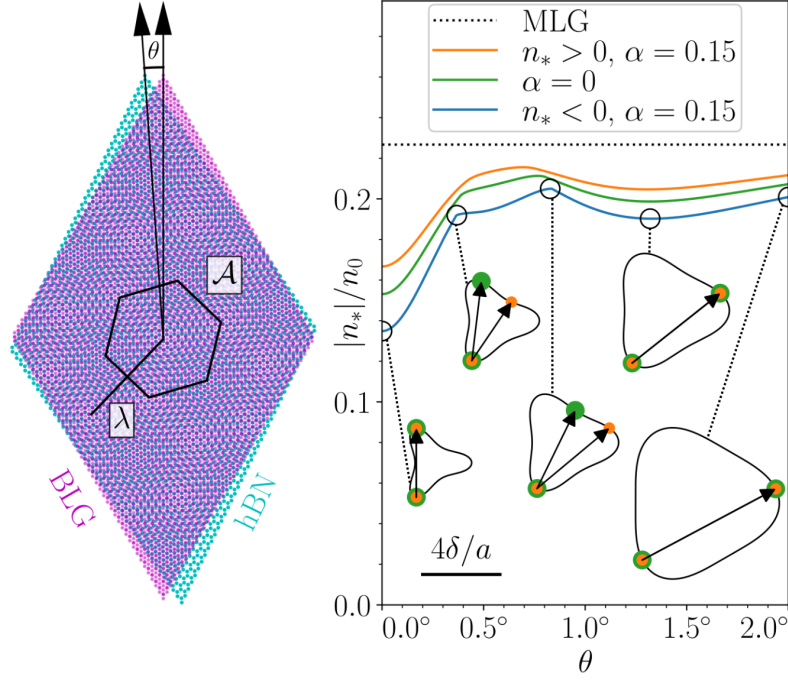 θ
𝒜
λ
BLG
hBN
MLG
n* > 0, α = 0.15
α = 0
n* < 0, α = 0.15
|n*|/n₀
0.2
0.1
0.0
4δ/a
0.0° 0.5° 1.0° 1.5° 2.0°
θ